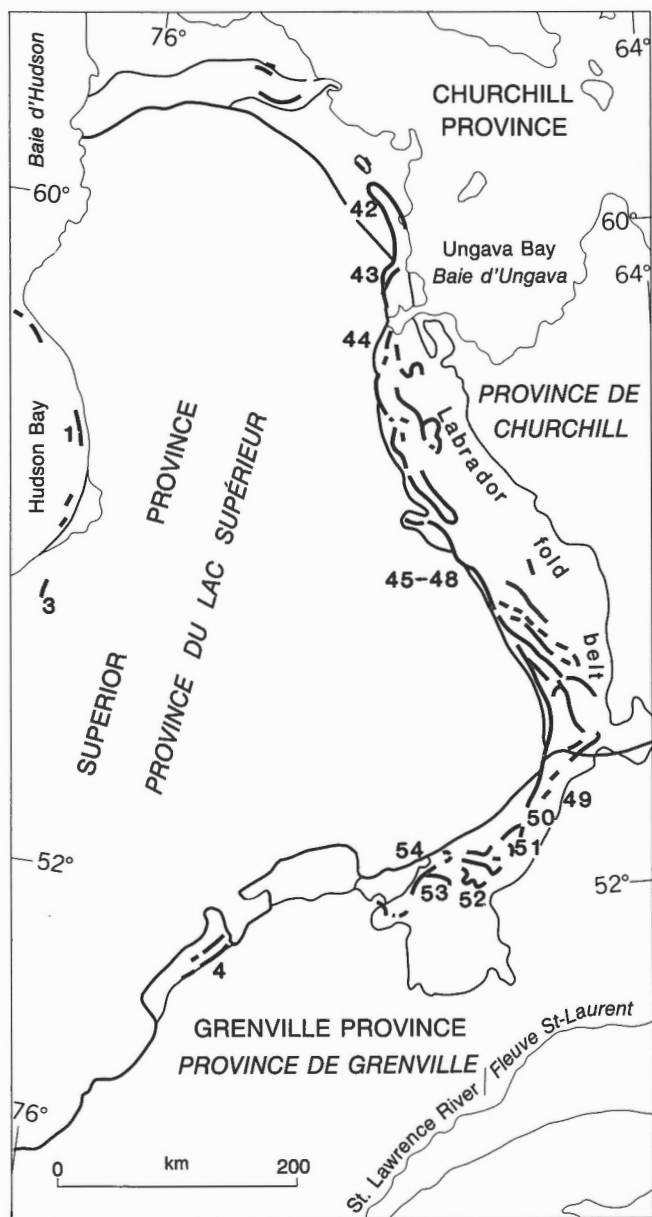 76°
64°
Baie d'Hudson
CHURCHILL
PROVINCE
60°
42
60°
Ungava Bay
Baie d'Ungava
64°
43
44
PROVINCE DE
CHURCHILL
Hudson Bay
1
Labrador
fold
belt
PROVINCE
PROVINCE DU LAC SUPÉRIEUR
SUPERIOR
3
45-48
49
50
51
54
52°
53
52
52°
4
GRENVILLE PROVINCE
PROVINCE DE GRENVILLE
St. Lawrence River / Fleuve St-Laurent
76°
0 km 200